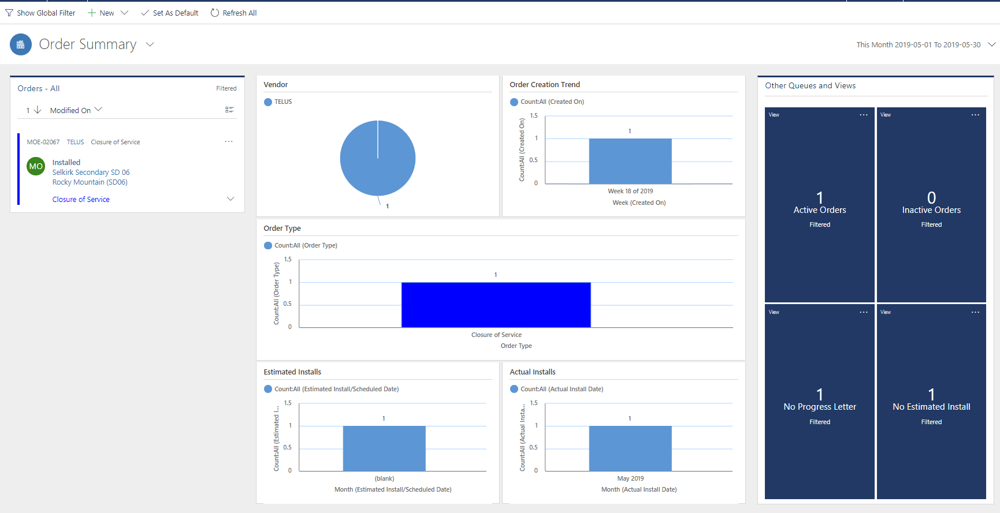 Show Global Filter
New
Set As Default
Refresh All
Order Summary
This Month 2019-05-01 To 2019-05-30
Orders - All
Filtered
1
Modified On
MOE-02067 TELUS Closure of Service
...
MO
Installed
Selkirk Secondary SD 06
Rocky Mountain (SD06)
Closure of Service
Vendor
TELUS
1
Order Creation Trend
Count:All (Created On)
Count:All (Created On)
1.5
1
0.5
0
1
Week 18 of 2019
Week (Created On)
Order Type
Count:All (Order Type)
Count:All (Order Type)
1.5
1
0.5
0
1
Closure of Service
Order Type
Estimated Installs
Count:All (Estimated Install/Scheduled Date)
Count:All (Estimated I...
1.5
1
0.5
0
1
(blank)
Month (Estimated Install/Scheduled Date)
Actual Installs
Count:All (Actual Install Date)
Count:All (Actual Insta...
1.5
1
0.5
0
1
May 2019
Month (Actual Install Date)
Other Queues and Views
View ...
1
Active Orders
Filtered
View ...
0
Inactive Orders
Filtered
View ...
1
No Progress Letter
Filtered
View ...
1
No Estimated Install
Filtered